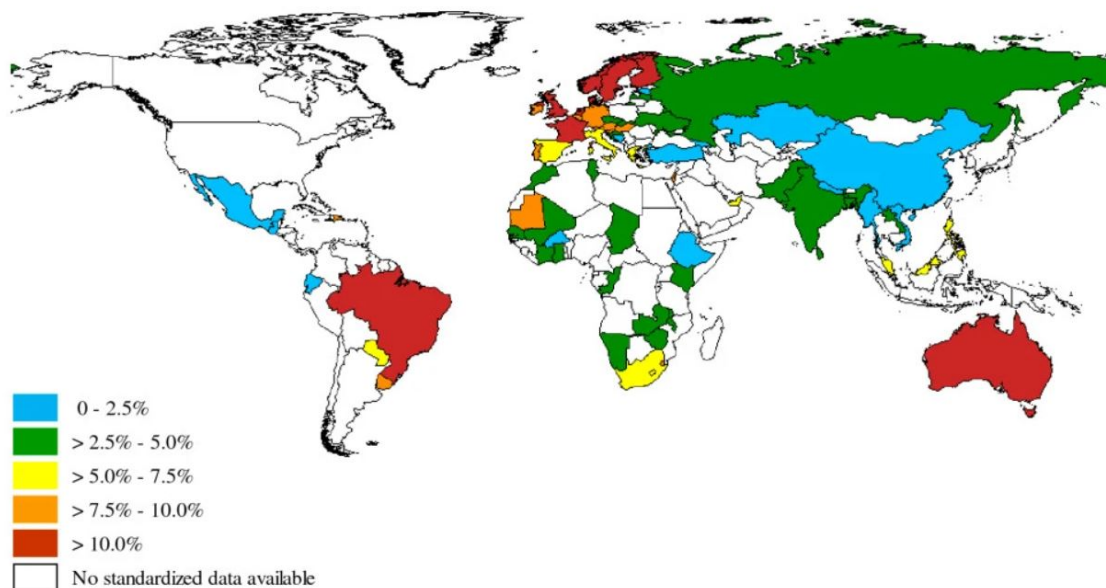 0 - 2.5%
> 2.5% - 5.0%
> 5.0% - 7.5%
> 7.5% - 10.0%
> 10.0%
No standardized data available